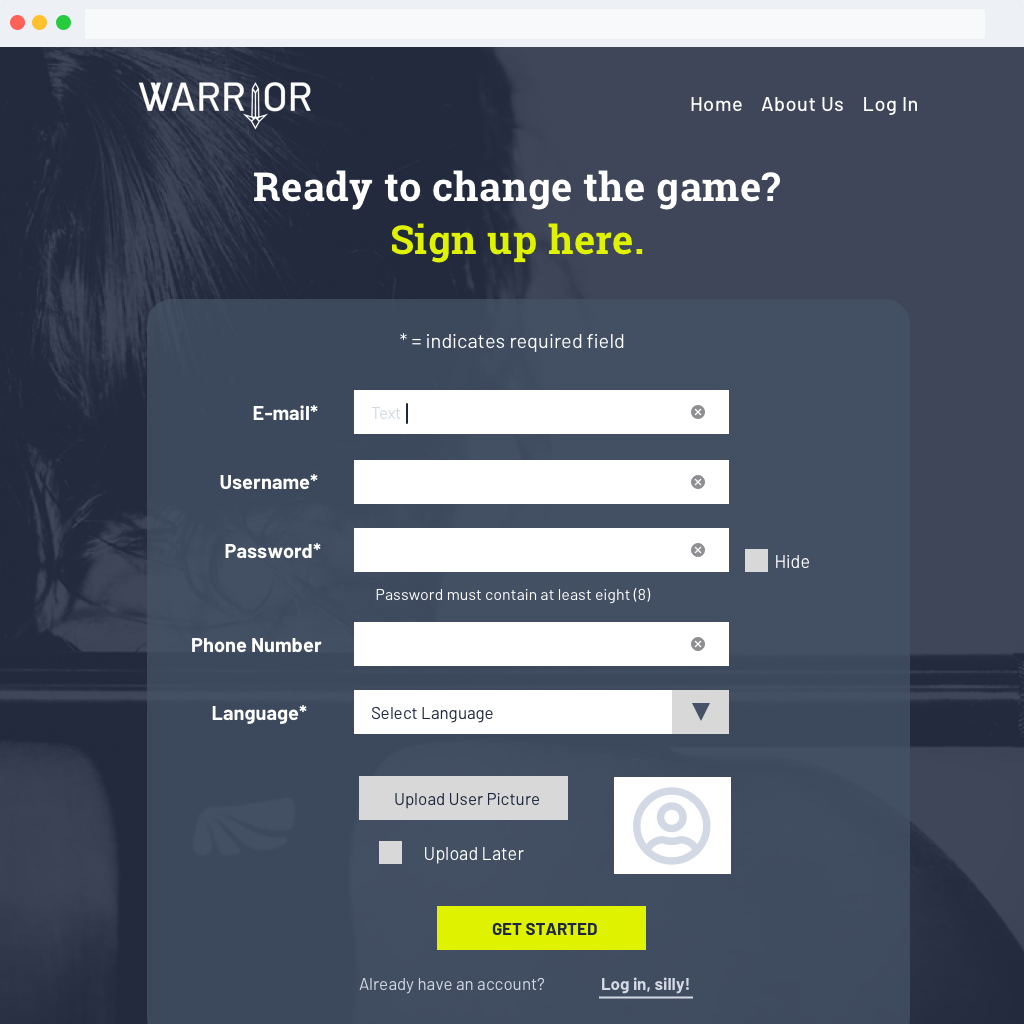 WARRIOR
Home About Us Log In
Ready to change the game?
Sign up here.
* = indicates required field
E-mail* Text
Username*
Password* Hide
Password must contain at least eight (8)
Phone Number
Language* Select Language
Upload User Picture
Upload Later
GET STARTED
Already have an account? Log in, silly!